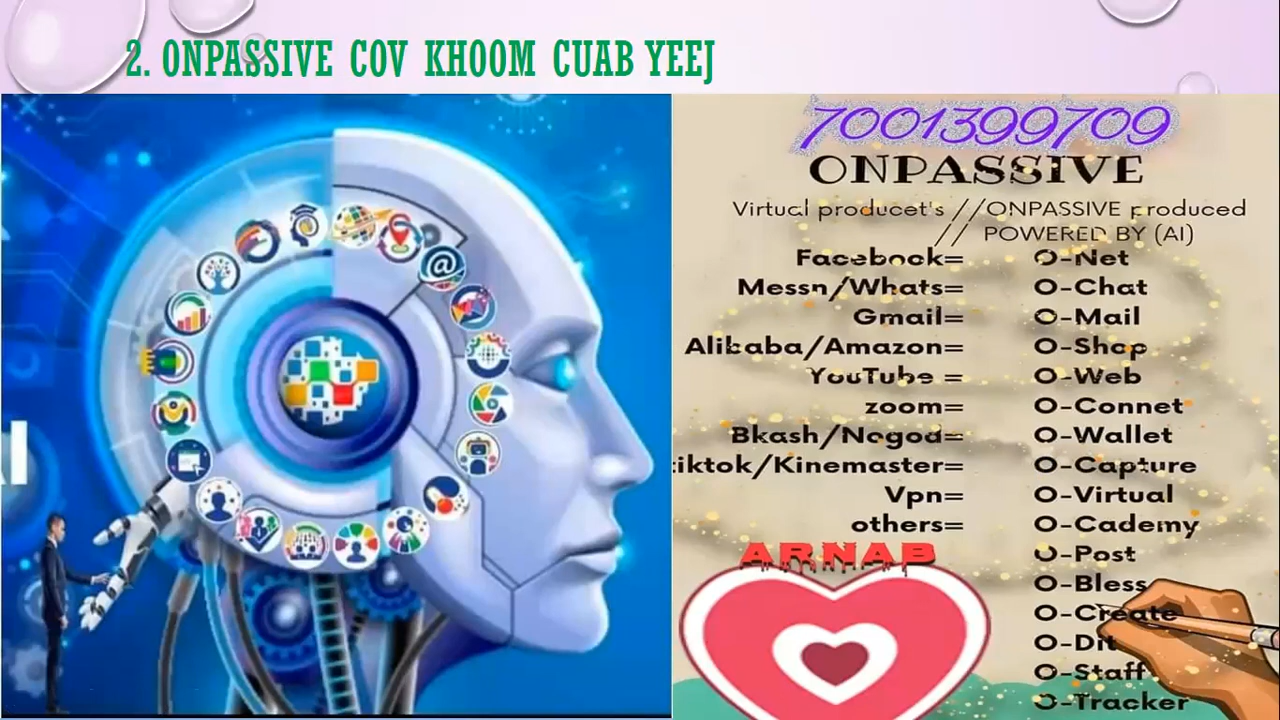 2. ONPASSIVE COV KHOOM CUAB YEEJ
7001399709
ONPASSIVE
Virtual producet's //ONPASSIVE produced
// POWERED BY (AI)
Facebook= O-Net
Messn/Whats= O-Chat
Gmail= O-Mail
Alibaba/Amazon= O-Shop
YouTube = O-Web
zoom= O-Connet
Bkash/Nogod= O-Wallet
tiktok/Kinemaster= O-Capture
Vpn= O-Virtual
others= O-Cademy
ARNAB
O-Post
O-Bless
O-Create
O-Staff
O-Tracker